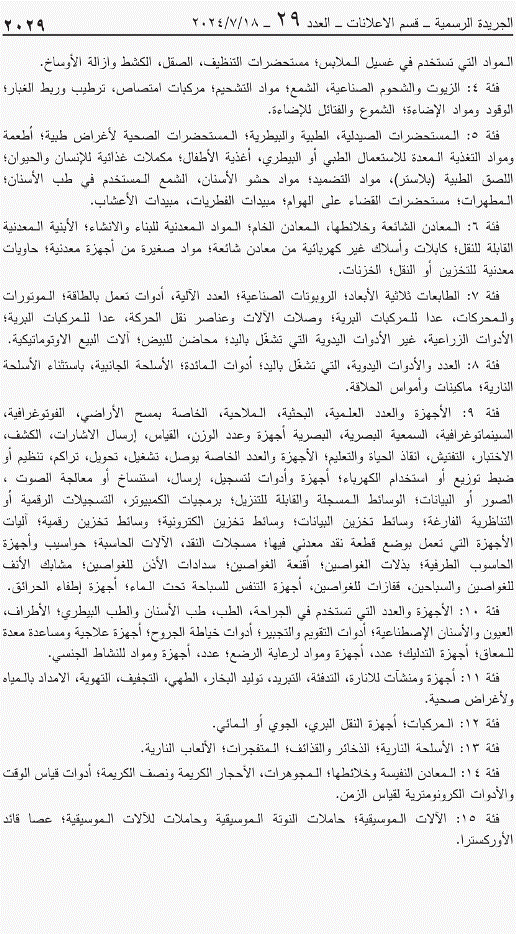 الجريدة الرسمية ـ قسم الاعلانات ـ العدد ٢٩ ـ ٢٠٢٤/٧/١٨ ٢٠٢٩
المواد التي تستخدم في غسيل الملابس؛ مستحضرات التنظيف، الصقل، الكشط وازالة الأوساخ.
فئة ٤: الزيوت والشحوم الصناعية، الشمع؛ مواد التشحيم؛ مركبات امتصاص، ترطيب وربط الغبار؛
الوقود ومواد الإضاءة؛ الشموع والفتائل للإضاءة.
فئة ٥: المستحضرات الصيدلية، الطبية والبيطرية؛ المستحضرات الصحية لأغراض طبية؛ أطعمة
ومواد التغذية المعدة للاستعمال الطبي أو البيطري، أغذية الأطفال؛ مكملات غذائية للإنسان والحيوان؛
اللصق الطبية (بلاستر)، مواد التضميد؛ مواد حشو الأسنان، الشمع المستخدم في طب الأسنان؛
المطهرات؛ مستحضرات القضاء على الهوام؛ مبيدات الفطريات، مبيدات الأعشاب.
فئة ٦: المعادن الشائعة وخلائطها، المعادن الخام؛ المواد المعدنية للبناء والانشاء؛ الأبنية المعدنية
القابلة للنقل؛ كابلات وأسلاك غير كهربائية من معادن شائعة؛ مواد صغيرة من أجهزة معدنية؛ حاويات
معدنية للتخزين أو النقل؛ الخزنات.
فئة ٧: الطابعات ثلاثية الأبعاد؛ الروبوتات الصناعية؛ العدد الآلية، أدوات تعمل بالطاقة؛ الموتورات
والمحركات، عدا للمركبات البرية؛ وصلات الآلات وعناصر نقل الحركة، عدا للمركبات البرية؛
الأدوات الزراعية، غير الأدوات اليدوية التي تشغّل باليد؛ محاضن للبيض؛ آلات البيع الاوتوماتيكية.
فئة ٨: العدد والأدوات اليدوية، التي تشغّل باليد؛ أدوات المائدة؛ الأسلحة الجانبية، باستثناء الأسلحة
النارية؛ ماكينات وأمواس الحلاقة.
فئة ٩: الأجهزة والعدد العلمية، البحثية، الملاحية، الخاصة بمسح الأراضي، الفوتوغرافية،
السينماتوغرافية، السمعية البصرية، البصرية أجهزة وعدد الوزن، القياس، إرسال الاشارات، الكشف،
الاختبار، التفتيش، انقاذ الحياة والتعليم؛ الأجهزة والعدد الخاصة بوصل، تشغيل، تحويل، تراكم، تنظيم أو
ضبط توزيع أو استخدام الكهرباء؛ أجهزة وأدوات لتسجيل، إرسال، استنساخ أو معالجة الصوت ،
الصور أو البيانات؛ الوسائط المسجلة والقابلة للتنزيل؛ برمجيات الكمبيوتر، التسجيلات الرقمية أو
التناظرية الفارغة؛ وسائط تخزين البيانات؛ وسائط تخزين الكترونية؛ وسائط تخزين رقمية؛ آليات
الأجهزة التي تعمل بوضع قطعة نقد معدني فيها؛ مسجلات النقد، الآلات الحاسبة؛ حواسيب وأجهزة
الحاسوب الطرفية؛ بذلات الغواصين؛ أقنعة الغواصين؛ سدادات الأذن للغواصين؛ مشابك الأنف
للغواصين والسباحين، قفازات للغواصين، أجهزة التنفس للسباحة تحت الماء؛ أجهزة إطفاء الحرائق.
فئة ١٠: الأجهزة والعدد التي تستخدم في الجراحة، الطب، طب الأسنان والطب البيطري؛ الأطراف،
العيون والأسنان الإصطناعية؛ أدوات التقويم والتجبير؛ أدوات خياطة الجروح؛ أجهزة علاجية ومساعدة معدة
للمعاق؛ أجهزة التدليك؛ عدد، أجهزة ومواد لرعاية الرضع؛ عدد، أجهزة ومواد للنشاط الجنسي.
فئة ١١: أجهزة ومنشآت للانارة، التدفئة، التبريد، توليد البخار، الطهي، التجفيف، التهوية، الامداد بالمياه
ولأغراض صحية.
فئة ١٢: المركبات؛ أجهزة النقل البري، الجوي أو المائي.
فئة ١٣: الأسلحة النارية؛ الذخائر والقذائف؛ المتفجرات؛ الألعاب النارية.
فئة ١٤: المعادن النفيسة وخلائطها؛ المجوهرات، الأحجار الكريمة ونصف الكريمة؛ أدوات قياس الوقت
والأدوات الكرونومترية لقياس الزمن.
فئة ١٥: الآلات الموسيقية؛ حاملات النوتة الموسيقية وحاملات للآلات الموسيقية؛ عصا قائد
الأوركسترا.